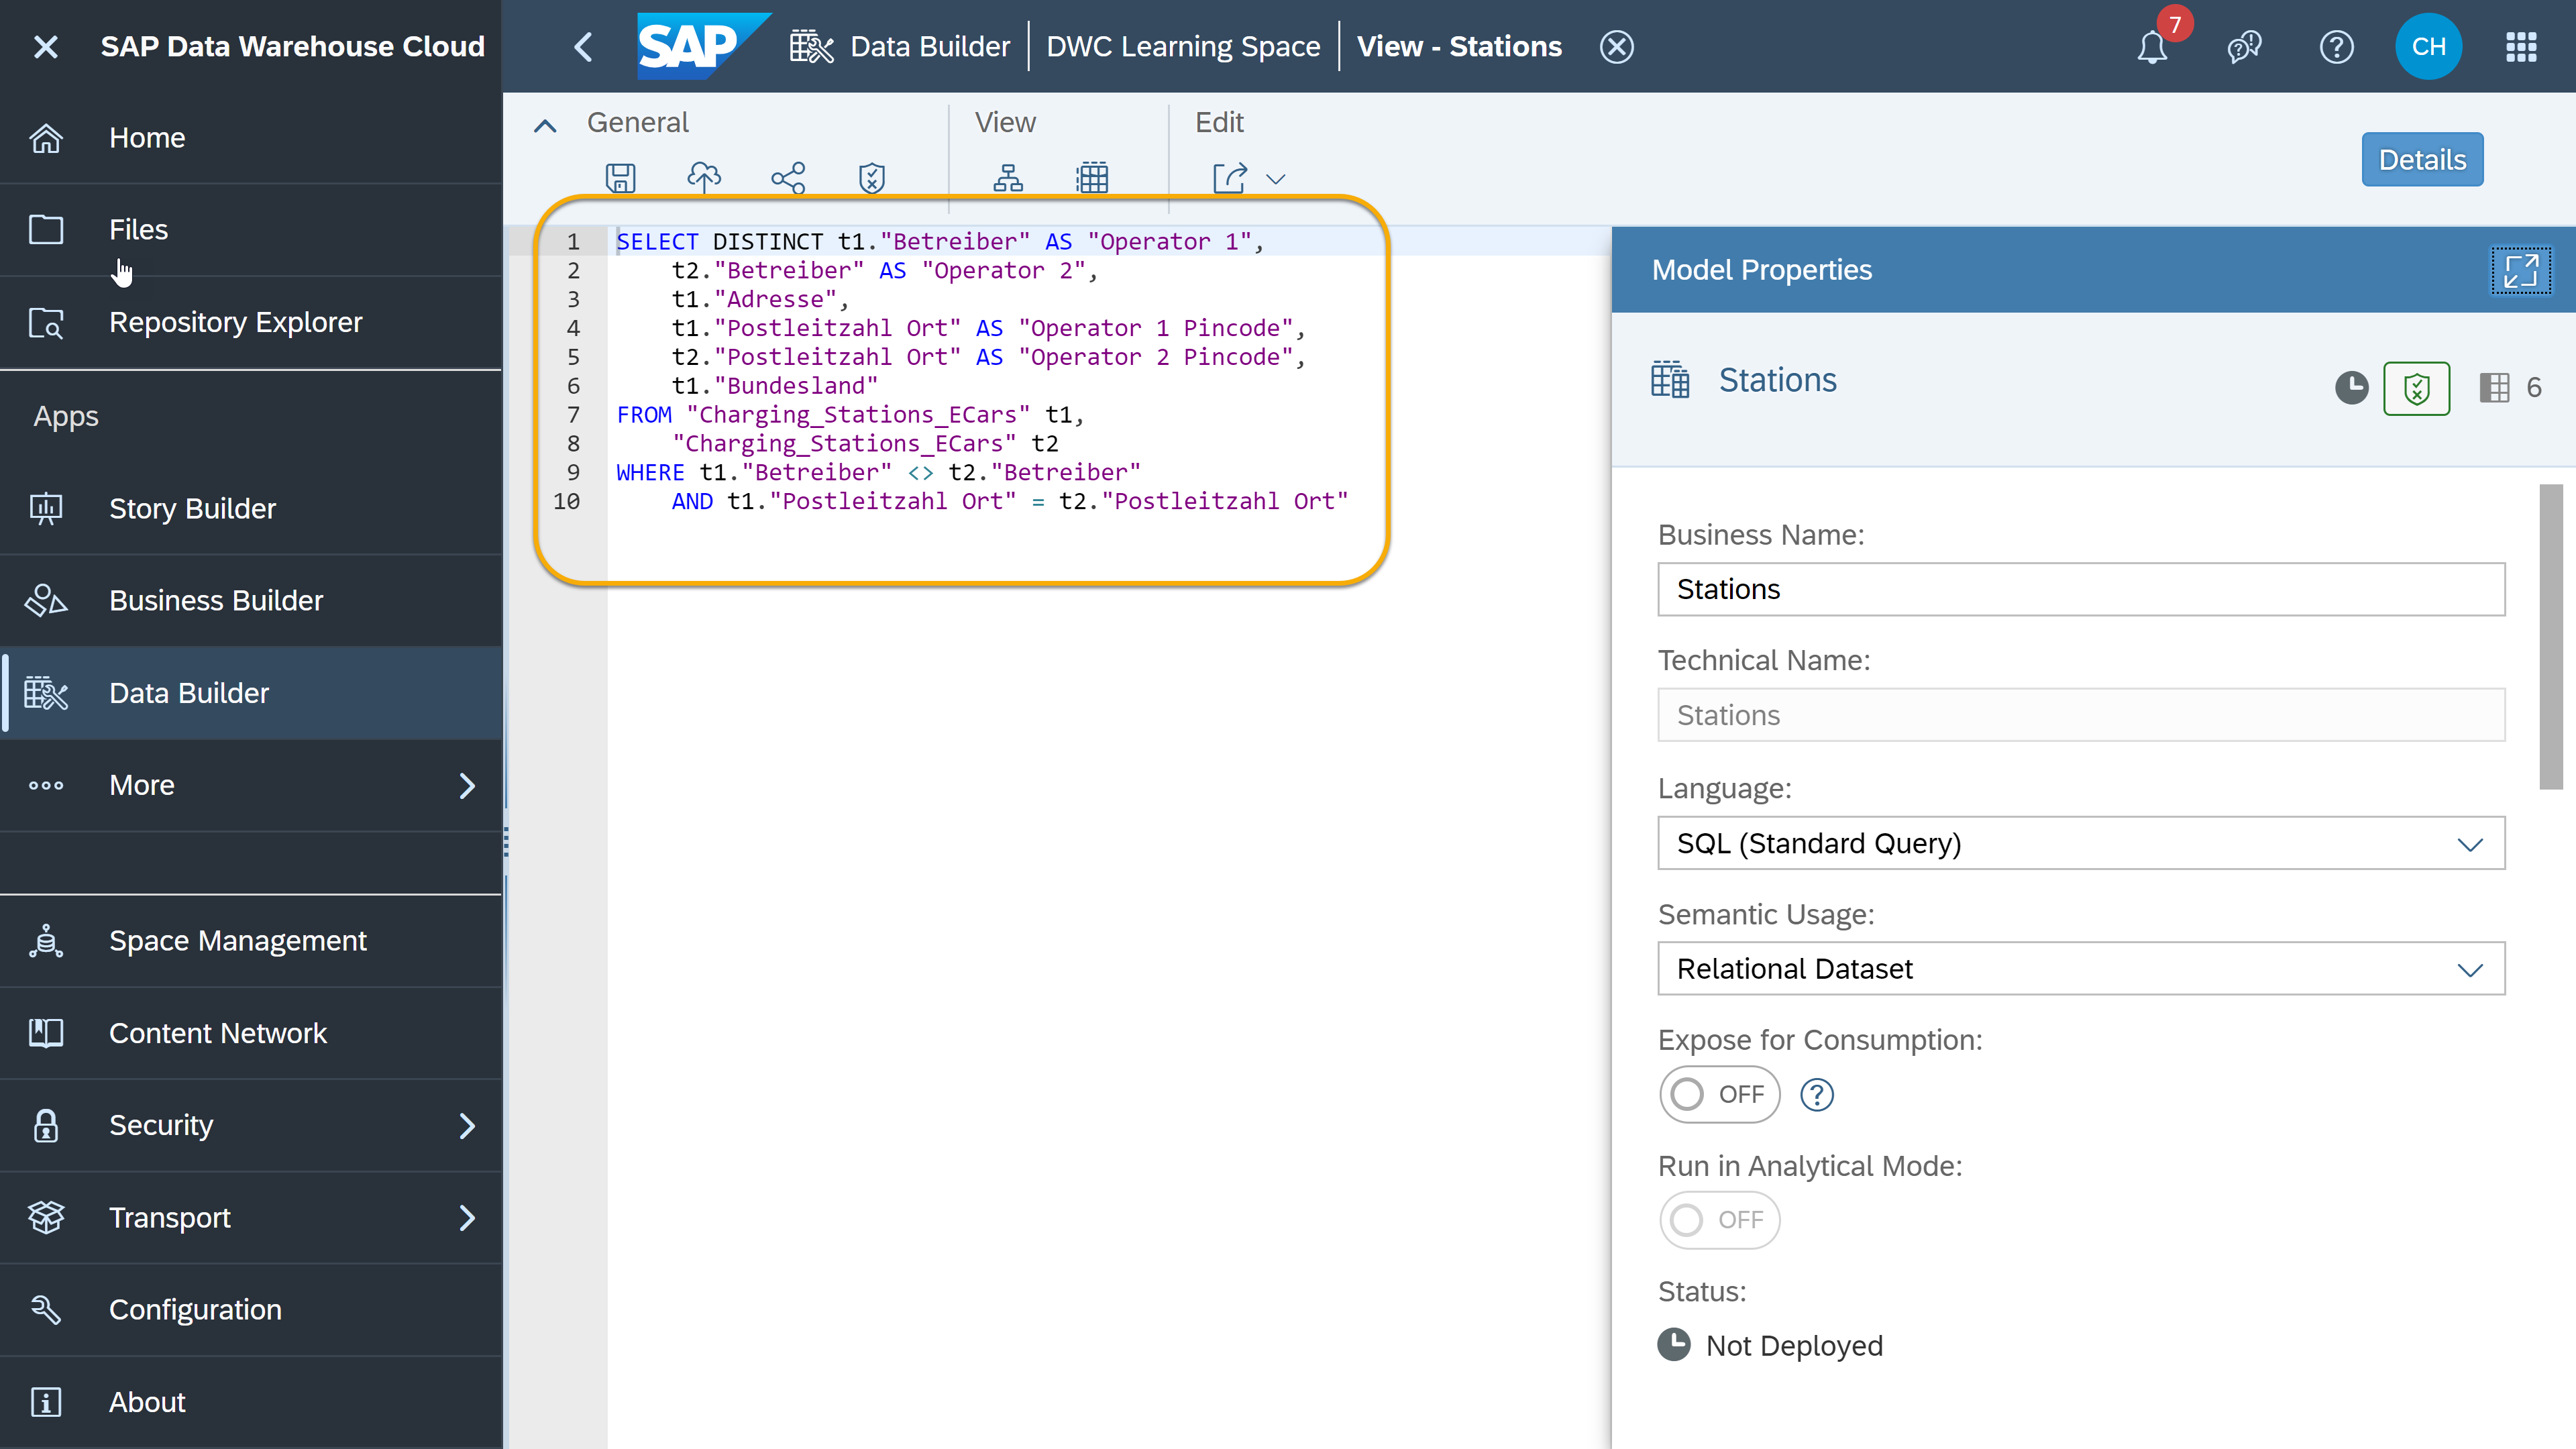 SAP Data Warehouse Cloud
Home
Files
Repository Explorer
Apps
Story Builder
Business Builder
Data Builder
More
Space Management
Content Network
Security
Transport
Configuration
About
SAP Data Builder DWC Learning Space View - Stations 7 CH
General View Edit
Details
1 SELECT DISTINCT t1."Betreiber" AS "Operator 1",
2 t2."Betreiber" AS "Operator 2",
3 t1."Adresse",
4 t1."Postleitzahl Ort" AS "Operator 1 Pincode",
5 t2."Postleitzahl Ort" AS "Operator 2 Pincode",
6 t1."Bundesland"
7 FROM "Charging_Stations_ECars" t1,
8 "Charging_Stations_ECars" t2
9 WHERE t1."Betreiber" <> t2."Betreiber"
10 AND t1."Postleitzahl Ort" = t2."Postleitzahl Ort"
Model Properties
Stations 6
Business Name:
Stations
Technical Name:
Stations
Language:
SQL (Standard Query)
Semantic Usage:
Relational Dataset
Expose for Consumption:
OFF
Run in Analytical Mode:
OFF
Status:
Not Deployed